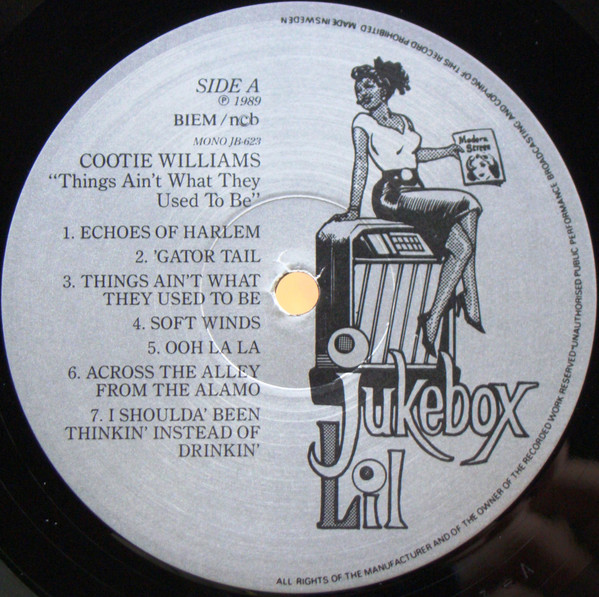 SIDE A
℗ 1989
BIEM / ncb
MONO JB-623
COOTIE WILLIAMS
"Things Ain't What They
Used To Be"
1. ECHOES OF HARLEM
2. 'GATOR TAIL
3. THINGS AIN'T WHAT
THEY USED TO BE
4. SOFT WINDS
5. OOH LA LA
6. ACROSS THE ALLEY
FROM THE ALAMO
7. I SHOULDA' BEEN
THINKIN' INSTEAD OF
DRINKIN'
Modern
Screen
Jukebox
Lil
ALL RIGHTS OF THE MANUFACTURER AND OF THE OWNER OF THE RECORDED WORK RESERVED-UNAUTHORISED PUBLIC PERFORMANCE BROADCASTING AND COPYING OF THIS RECORD PROHIBITED MADE IN SWEDEN